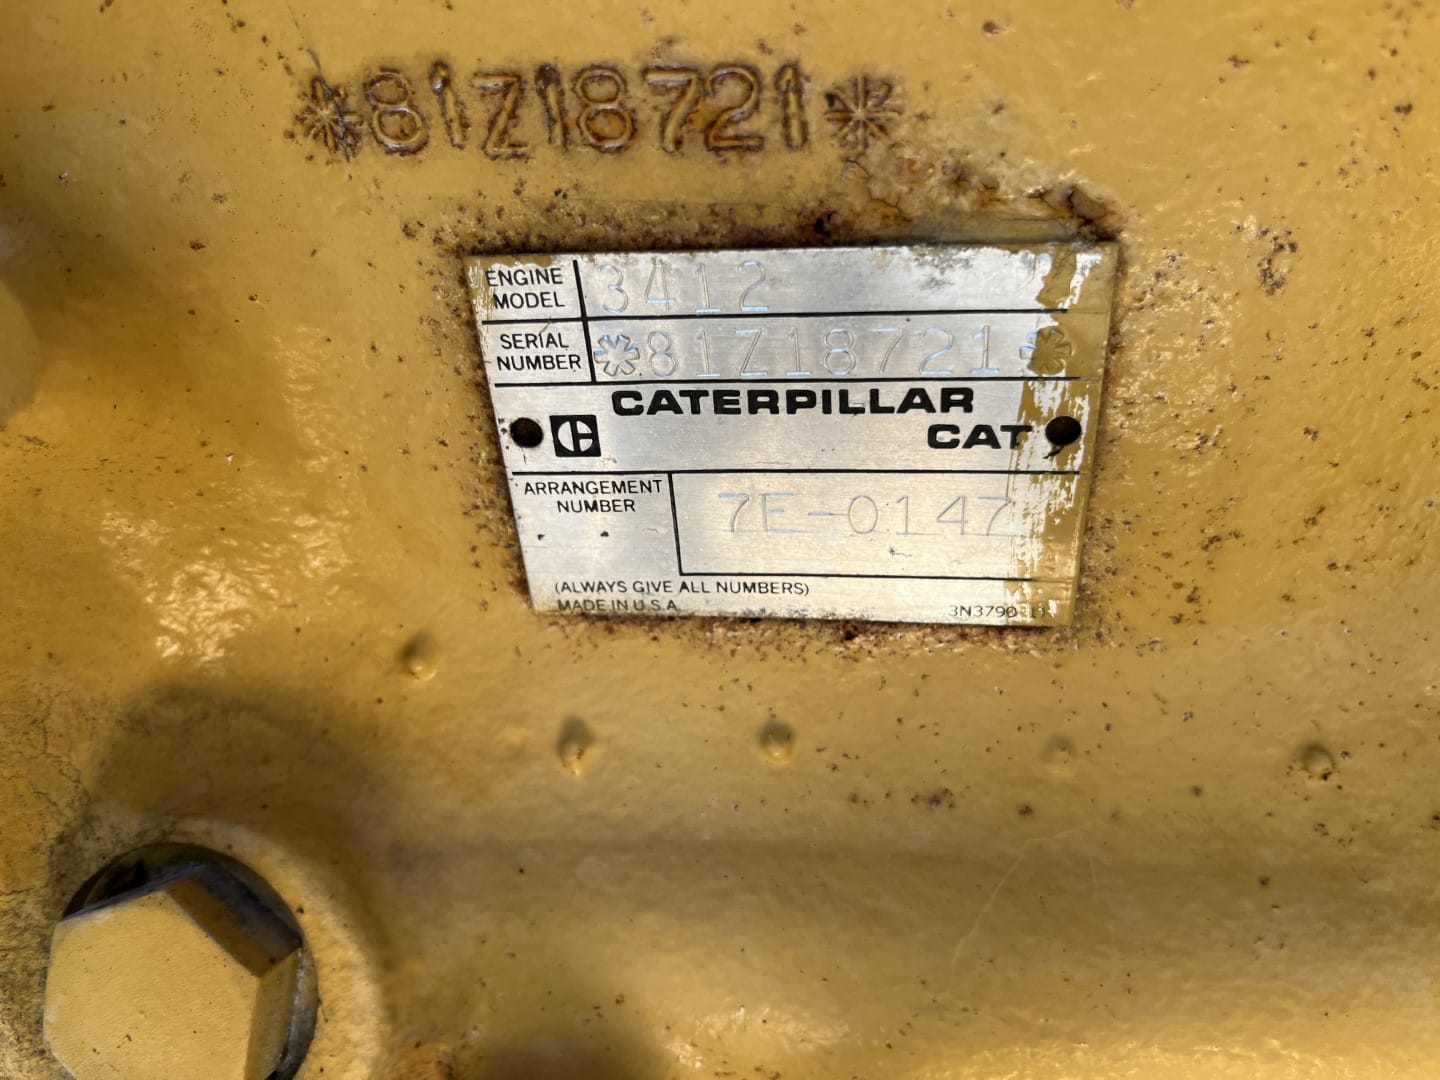 *81Z18721*
ENGINE MODEL 3412
SERIAL NUMBER *81Z18721*
CATERPILLAR
CAT
ARRANGEMENT NUMBER 7E-0147
(ALWAYS GIVE ALL NUMBERS)
MADE IN U.S.A.